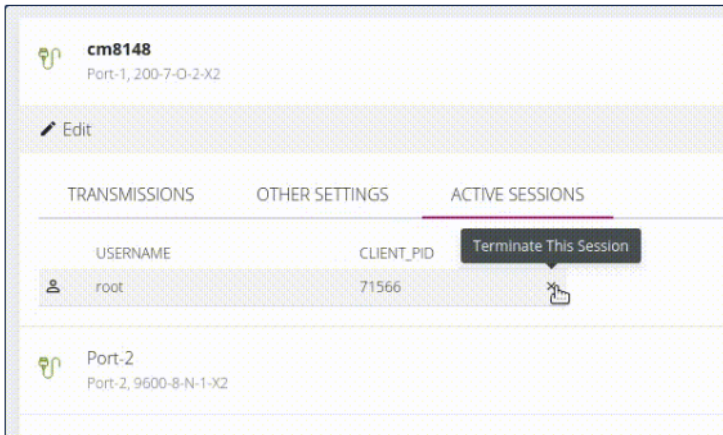 cm8148
Port-1, 200-7-O-2-X2
Edit
TRANSMISSIONS OTHER SETTINGS ACTIVE SESSIONS
Terminate This Session
USERNAME CLIENT_PID
root 71566
Port-2
Port-2, 9600-8-N-1-X2